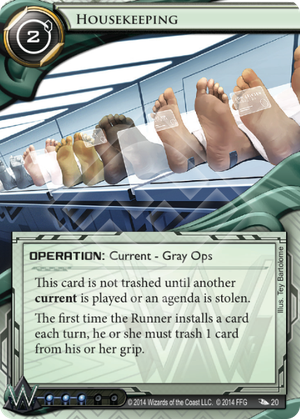 HOUSEKEEPING
2
OPERATION: Current - Gray Ops
This card is not trashed until another
current is played or an agenda is stolen.
The first time the Runner installs a card
each turn, he or she must trash 1 card
from his or her grip.
Illus. Tey Bartolome
© 2014 Wizards of the Coast LLC. © 2014 FFG
20